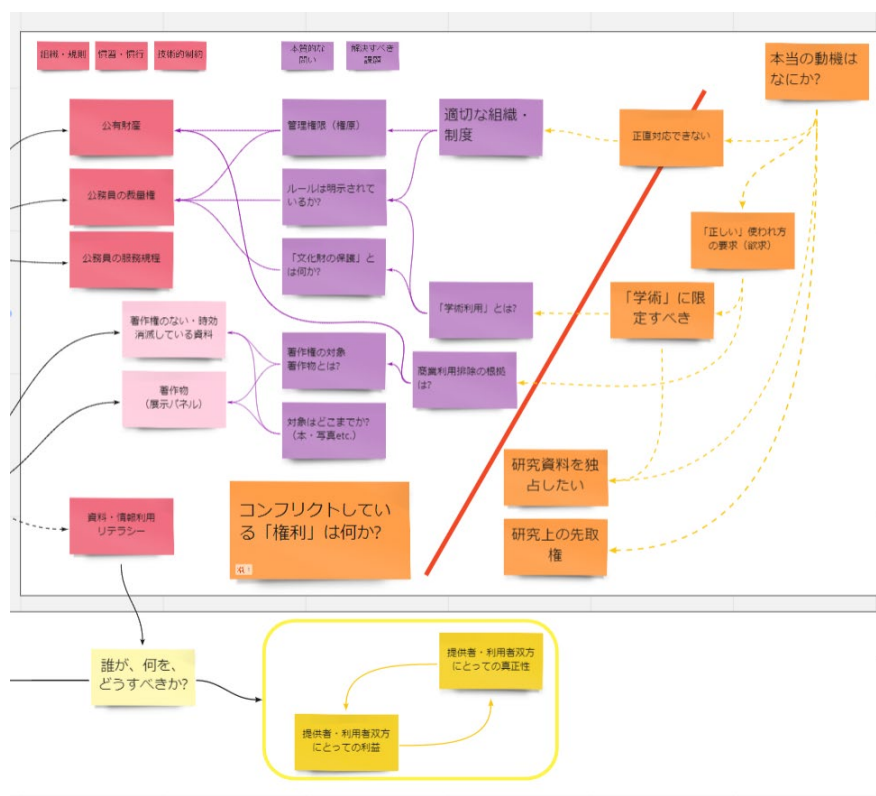 組織・規則
慣習・慣行
技術的制約
本質的な
問い
解決すべき
課題
本当の動機は
なにか?
公有財産
管理権限（権原）
適切な組織・
制度
正直対応できない
公務員の裁量権
ルールは明示されて
いるか?
「正しい」使われ方
の要求（欲求）
公務員の服務規程
「文化財の保護」と
は何か?
「学術利用」とは?
「学術」に限
定すべき
著作権のない・時効
消滅している資料
著作権の対象
著作物とは?
商業利用排除の根拠
は?
著作物
（展示パネル）
対象はどこまでか?
（本・写真etc.）
研究資料を独
占したい
コンフリクトしてい
る「権利」は何か?
資料・情報利用
リテラシー
研究上の先取
権
誰が、何を、
どうすべきか?
提供者・利用者双方
にとっての真正性
提供者・利用者双方
にとっての利益